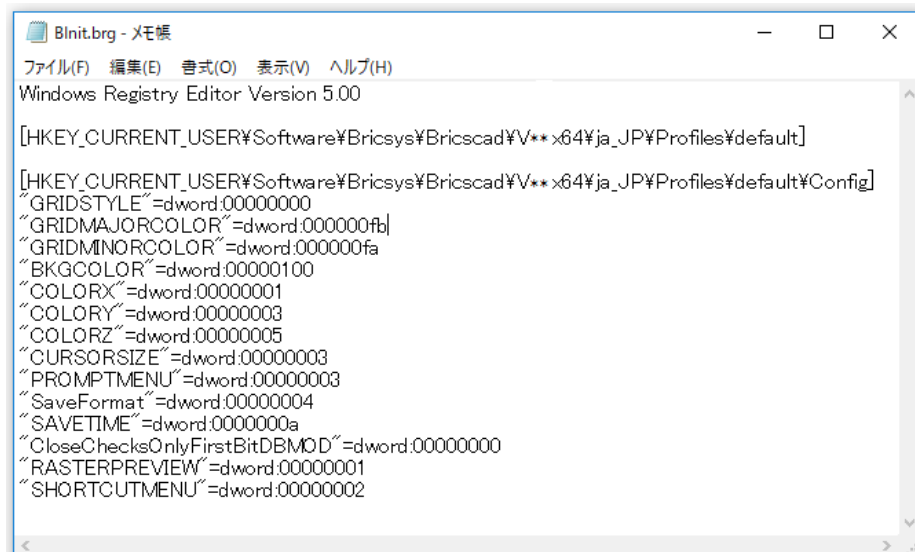 BInit.brg - メモ帳
ファイル(F) 編集(E) 書式(O) 表示(V) ヘルプ(H)
Windows Registry Editor Version 5.00
[HKEY_CURRENT_USER¥Software¥Bricsys¥Bricscad¥V**x64¥ja_JP¥Profiles¥default]
[HKEY_CURRENT_USER¥Software¥Bricsys¥Bricscad¥V**x64¥ja_JP¥Profiles¥default¥Config]
"GRIDSTYLE"=dword:00000000
"GRIDMAJORCOLOR"=dword:000000fb
"GRIDMINORCOLOR"=dword:000000fa
"BKGCOLOR"=dword:00000100
"COLORX"=dword:00000001
"COLORY"=dword:00000003
"COLORZ"=dword:00000005
"CURSORSIZE"=dword:00000003
"PROMPTMENU"=dword:00000003
"SaveFormat"=dword:00000004
"SAVETIME"=dword:0000000a
"CloseChecksOnlyFirstBitDBMOD"=dword:00000000
"RASTERPREVIEW"=dword:00000001
"SHORTCUTMENU"=dword:00000002